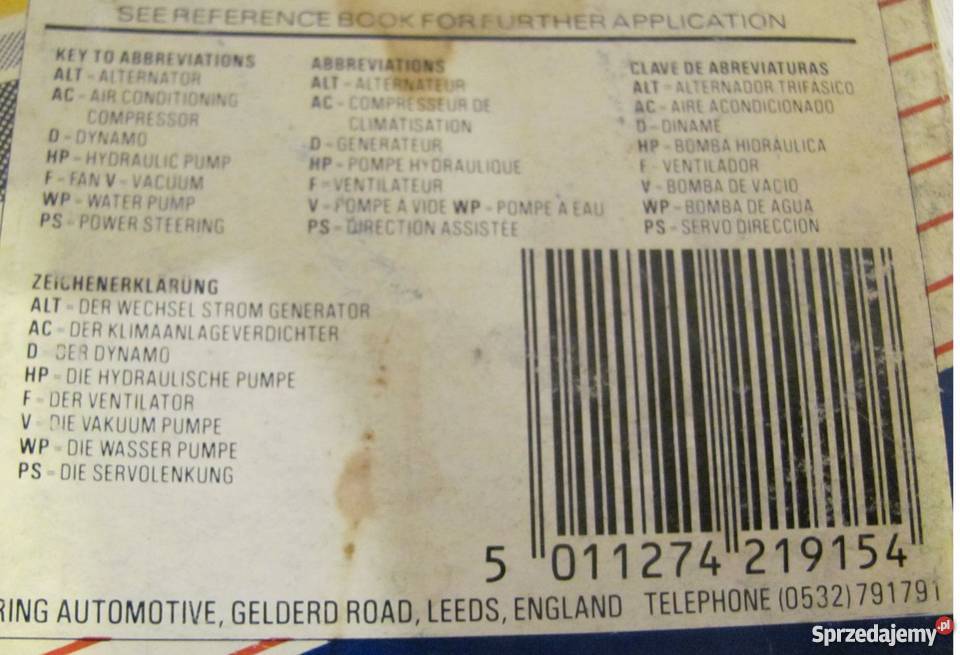 SEE REFERENCE BOOK FOR FURTHER APPLICATION
KEY TO ABBREVIATIONS
ALT - ALTERNATOR
AC - AIR CONDITIONING
COMPRESSOR
D - DYNAMO
HP - HYDRAULIC PUMP
F - FAN V - VACUUM
WP - WATER PUMP
PS - POWER STEERING
ABBREVIATIONS
ALT - ALTERNATEUR
AC - COMPRESSEUR DE
CLIMATISATION
D - GENERATEUR
HP - POMPE HYDRAULIQUE
F - VENTILATEUR
V - POMPE À VIDE WP - POMPE À EAU
PS - DIRECTION ASSISTÉE
CLAVE DE ABREVIATURAS
ALT - ALTERNADOR TRIFASICO
AC - AIRE ACONDICIONADO
D - DINAME
HP - BOMBA HIDRÁULICA
F - VENTILADOR
V - BOMBA DE VACIO
WP - BOMBA DE AGUA
PS - SERVO DIRECCION
ZEICHENERKLÄRUNG
ALT - DER WECHSEL STROM GENERATOR
AC - DER KLIMAANLAGEVERDICHTER
D - DER DYNAMO
HP - DIE HYDRAULISCHE PUMPE
F - DER VENTILATOR
V - DIE VAKUUM PUMPE
WP - DIE WASSER PUMPE
PS - DIE SERVOLENKUNG
5 011274 219154
RING AUTOMOTIVE, GELDERD ROAD, LEEDS, ENGLAND TELEPHONE (0532) 791791
Sprzedajemy.pl